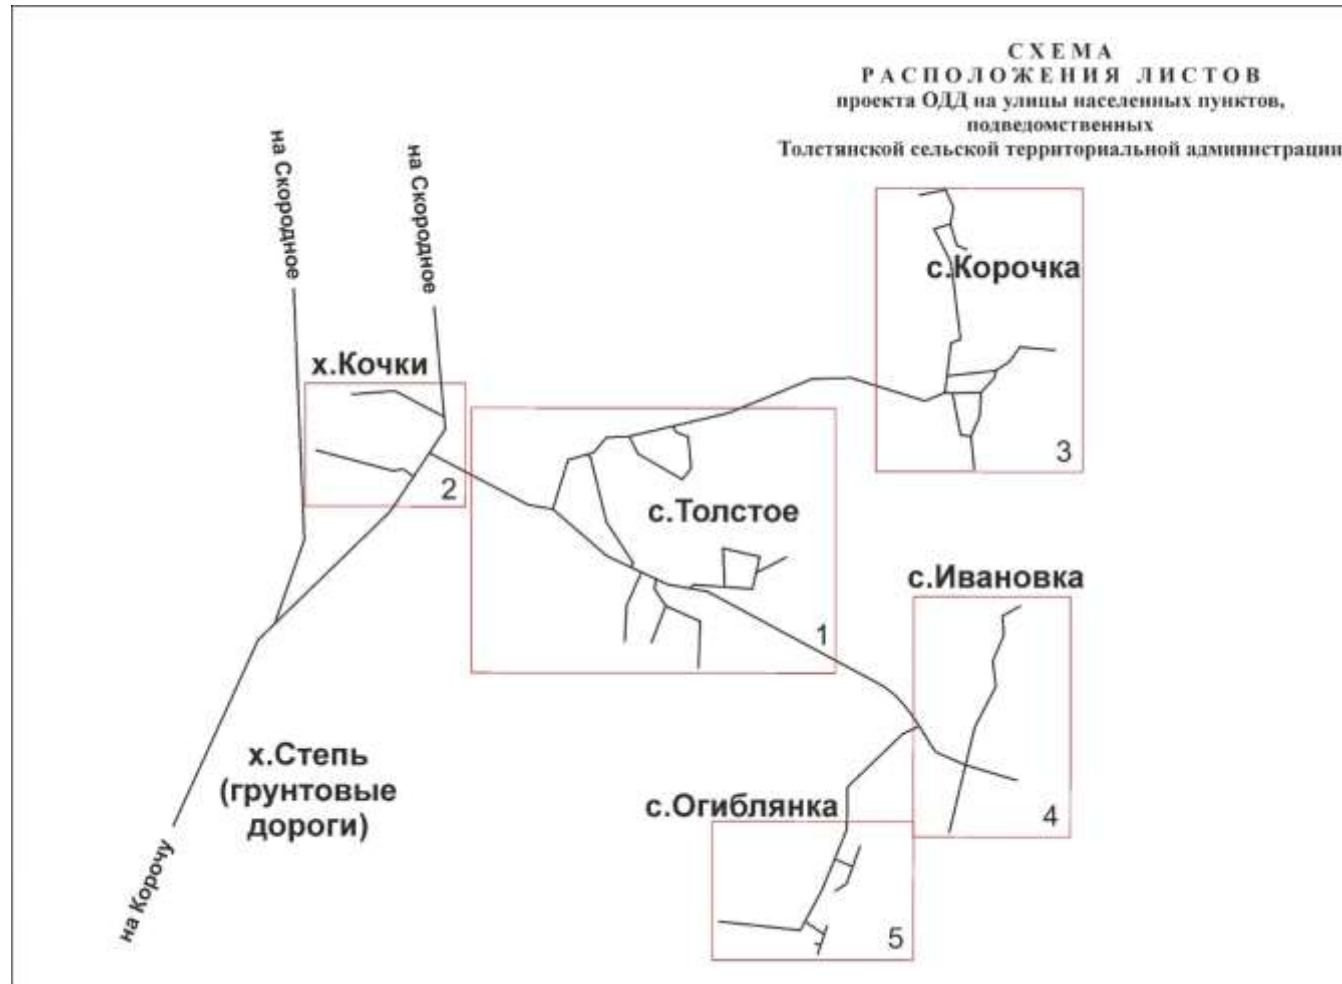 СХЕМА
РАСПОЛОЖЕНИЯ ЛИСТОВ
проекта ОДД на улицы населенных пунктов,
подведомственных
Толстянской сельской территориальной администрации
на Скородное
на Скородное
с.Корочка
х.Кочки
3
2
с.Толстое
с.Ивановка
1
х.Степь
(грунтовые
дороги)
с.Огиблянка
4
на Корочу
5